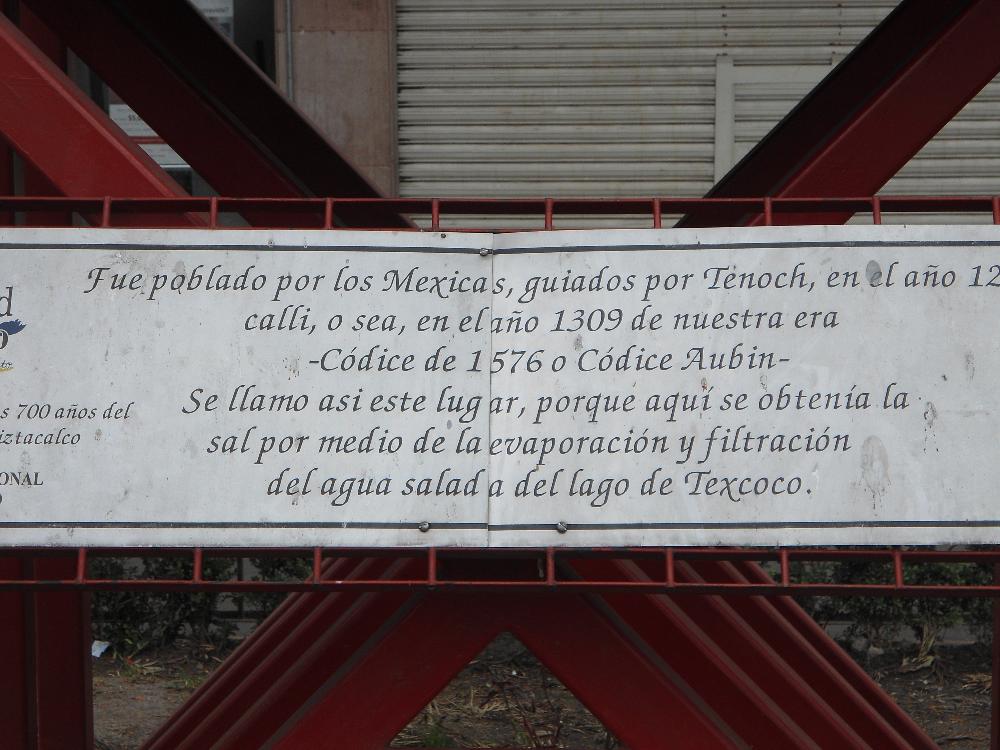 Fue poblado por los Mexicas, guiados por Tenoch, en el año 12
calli, o sea, en el año 1309 de nuestra era
-Códice de 1576 o Códice Aubin-
Se llamo asi este lugar, porque aquí se obtenía la
sal por medio de la evaporación y filtración
del agua salada del lago de Texcoco.
d
o
s 700 años del
iztacalco
ONAL
O